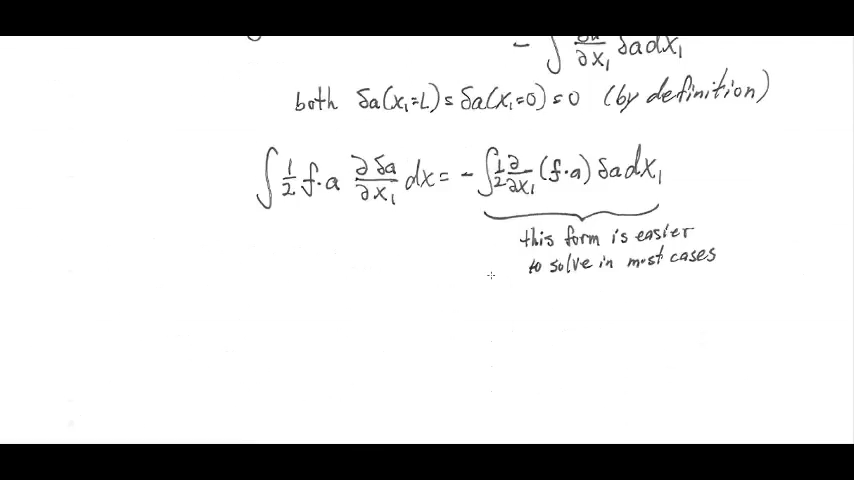 - ∫ ∂u/∂x₁ δa dx₁
both δa(x₁=L) = δa(x₁=0) = 0 (by definition)
∫ ½ f·a ∂δa/∂x₁ dx = - ∫ ½ ∂/∂x₁ (f·a) δa dx₁
this form is easier
to solve in most cases